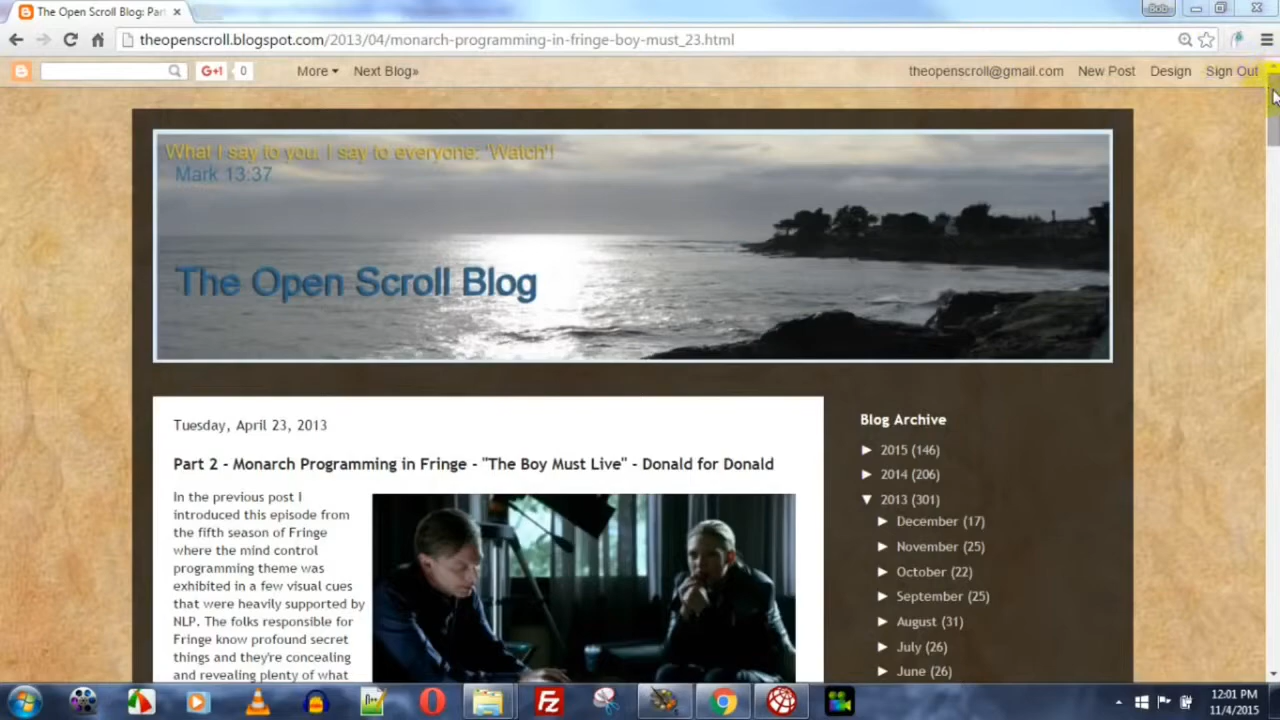 The Open Scroll Blog: Par
Bob
theopenscroll.blogspot.com/2013/04/monarch-programming-in-fringe-boy-must_23.html
G+1 0 More Next Blog» theopenscroll@gmail.com New Post Design Sign Out
What I say to you, I say to everyone: 'Watch'!
Mark 13:37
The Open Scroll Blog
Tuesday, April 23, 2013
Part 2 - Monarch Programming in Fringe - "The Boy Must Live" - Donald for Donald
In the previous post I
introduced this episode from
the fifth season of Fringe
where the mind control
programming theme was
exhibited in a few visual cues
that were heavily supported by
NLP. The folks responsible for
Fringe know profound secret
things and they're concealing
and revealing plenty of what
Blog Archive
► 2015 (146)
► 2014 (206)
▼ 2013 (301)
► December (17)
► November (25)
► October (22)
► September (25)
► August (31)
► July (26)
► June (26)
12:01 PM
11/4/2015